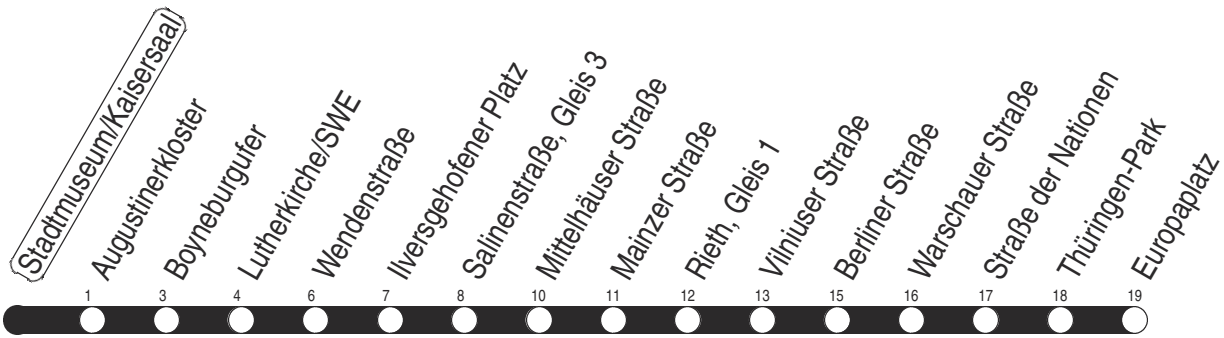 Stadtmuseum/Kaisersaal
Augustinerkloster
Boyneburgufer
Lutherkirche/SWE
Wendenstraße
Ilversgehofener Platz
Salinenstraße, Gleis 3
Mittelhäuser Straße
Mainzer Straße
Rieth, Gleis 1
Vilniuser Straße
Berliner Straße
Warschauer Straße
Straße der Nationen
Thüringen-Park
Europaplatz
1 3 4 6 7 8 10 11 12 13 15 16 17 18 19